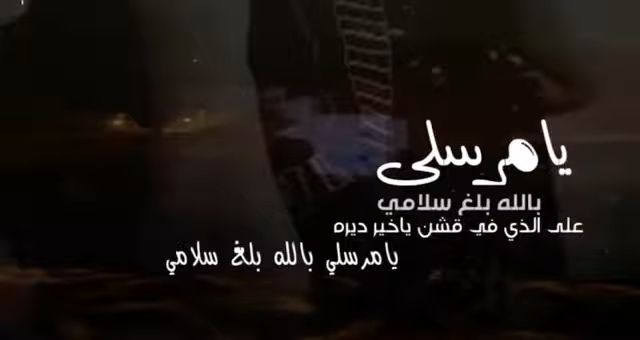 يامرسلي
بالله بلغ سلامي
على الذي في قشن ياخير ديره
يامرسلي بالله بلغ سلامي